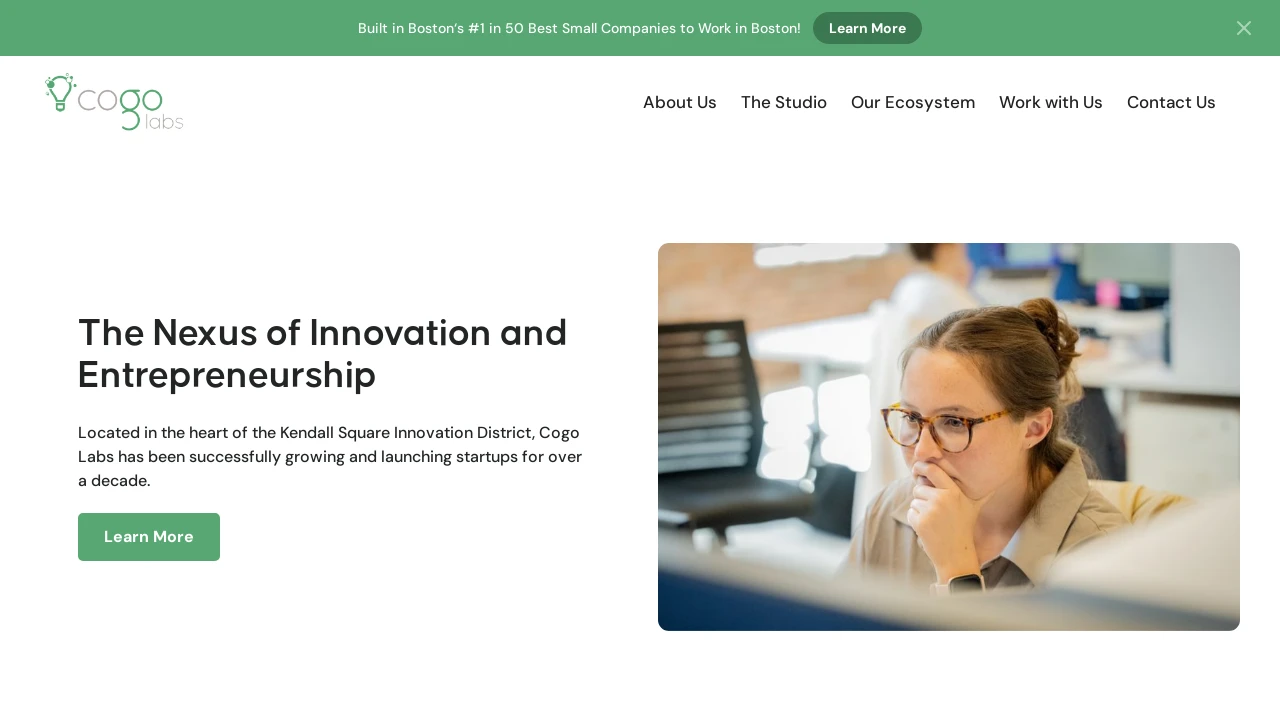 Built in Boston's #1 in 50 Best Small Companies to Work in Boston! Learn More
cogo labs
About Us The Studio Our Ecosystem Work with Us Contact Us
The Nexus of Innovation and
Entrepreneurship
Located in the heart of the Kendall Square Innovation District, Cogo
Labs has been successfully growing and launching startups for over
a decade.
Learn More